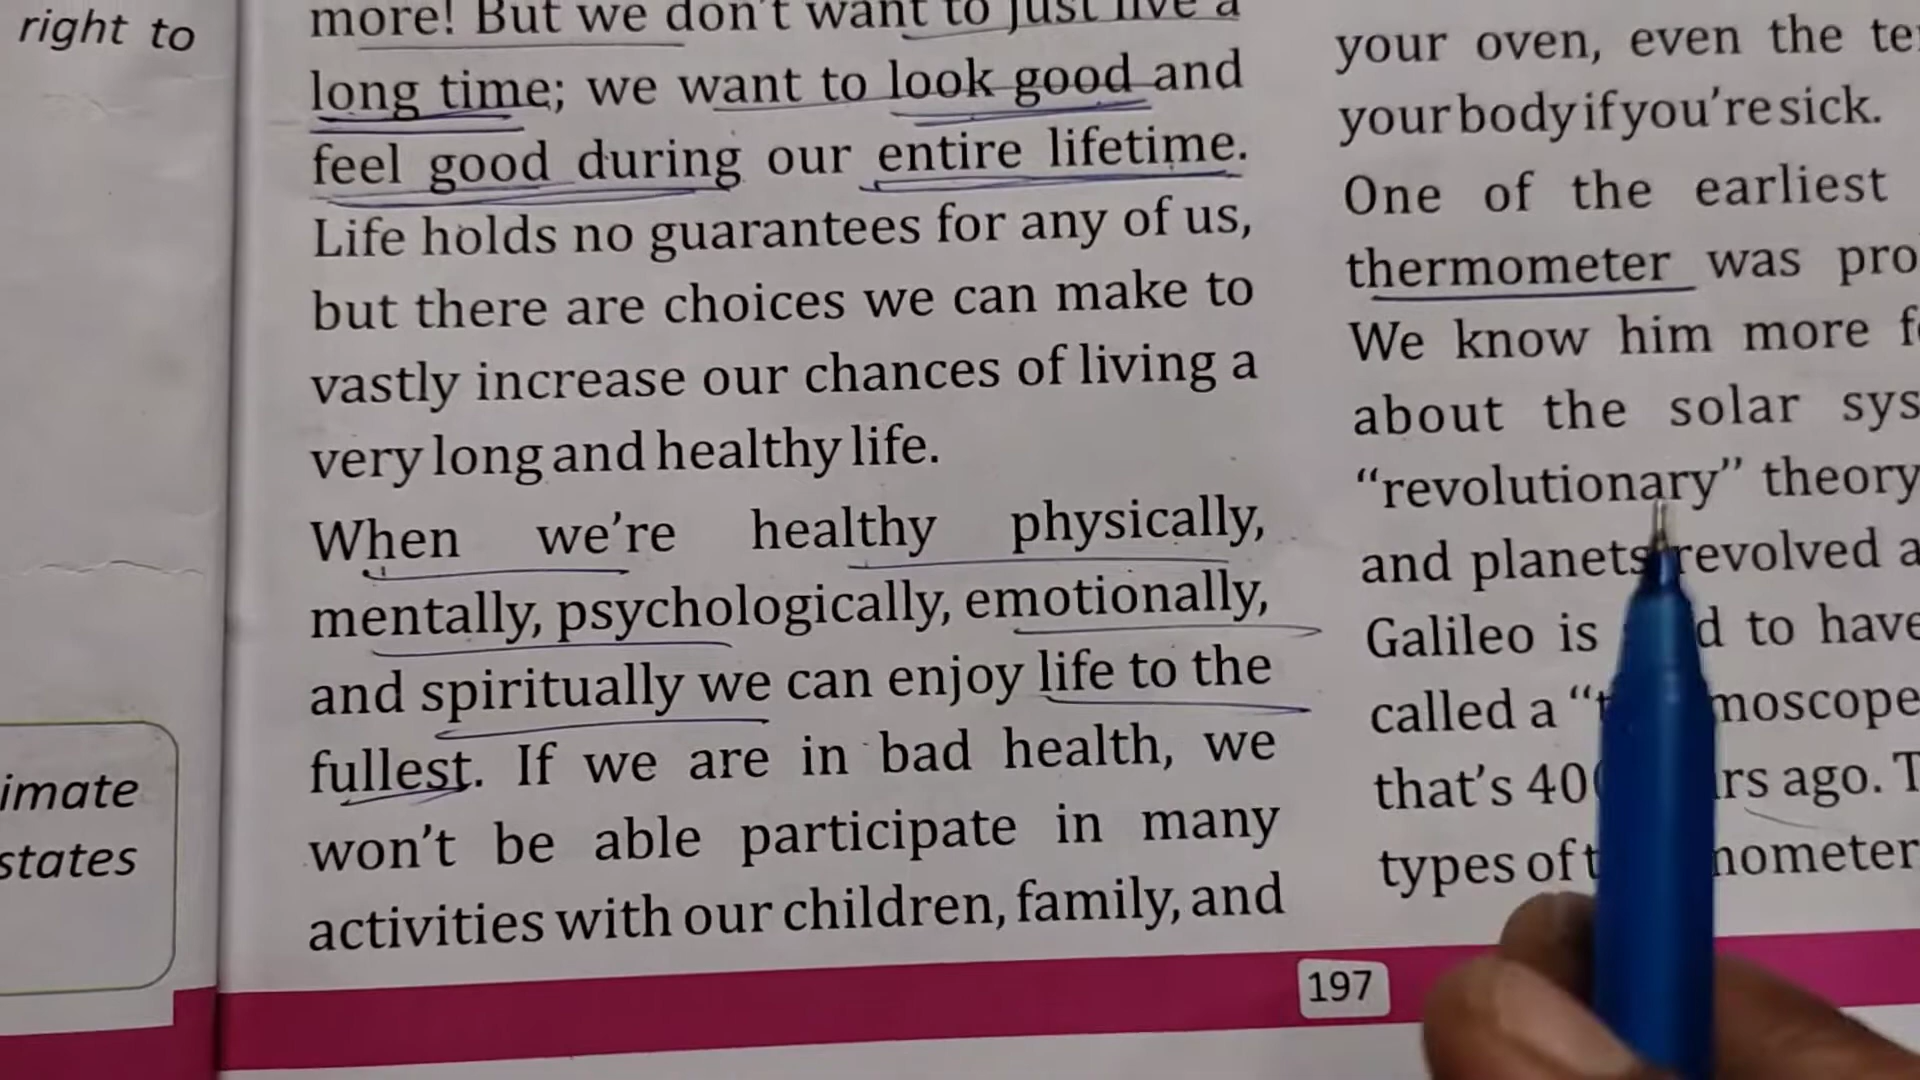 right to
imate
states
more! But we don't want to just live a
long time; we want to look good and
feel good during our entire lifetime.
Life holds no guarantees for any of us,
but there are choices we can make to
vastly increase our chances of living a
very long and healthy life.
When we're healthy physically,
mentally, psychologically, emotionally,
and spiritually we can enjoy life to the
fullest. If we are in bad health, we
won't be able participate in many
activities with our children, family, and
your oven, even the te
your body if you're sick.
One of the earliest
thermometer was pro
We know him more f
about the solar sys
“revolutionary” theory
and planets revolved a
Galileo is to have
called a “
that's ago.
types of
197